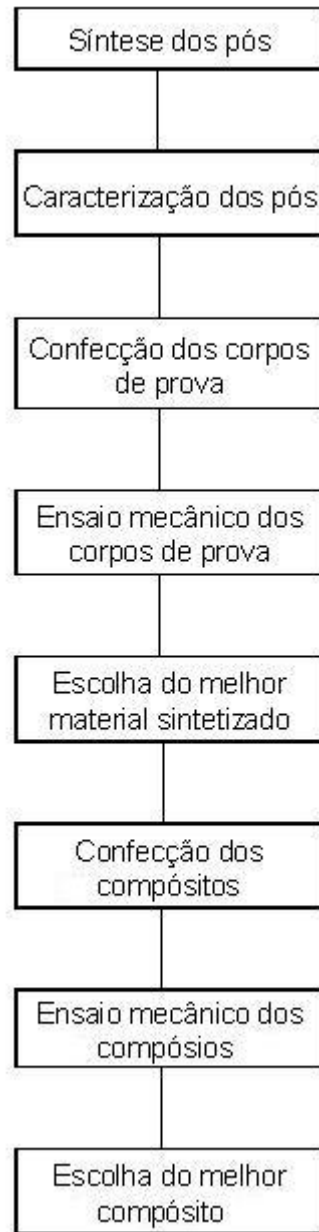 Síntese dos pós
Caracterização dos pós
Confecção dos corpos
de prova
Ensaio mecânico dos
corpos de prova
Escolha do melhor
material sintetizado
Confecção dos
compósitos
Ensaio mecânico dos
compósios
Escolha do melhor
compósito